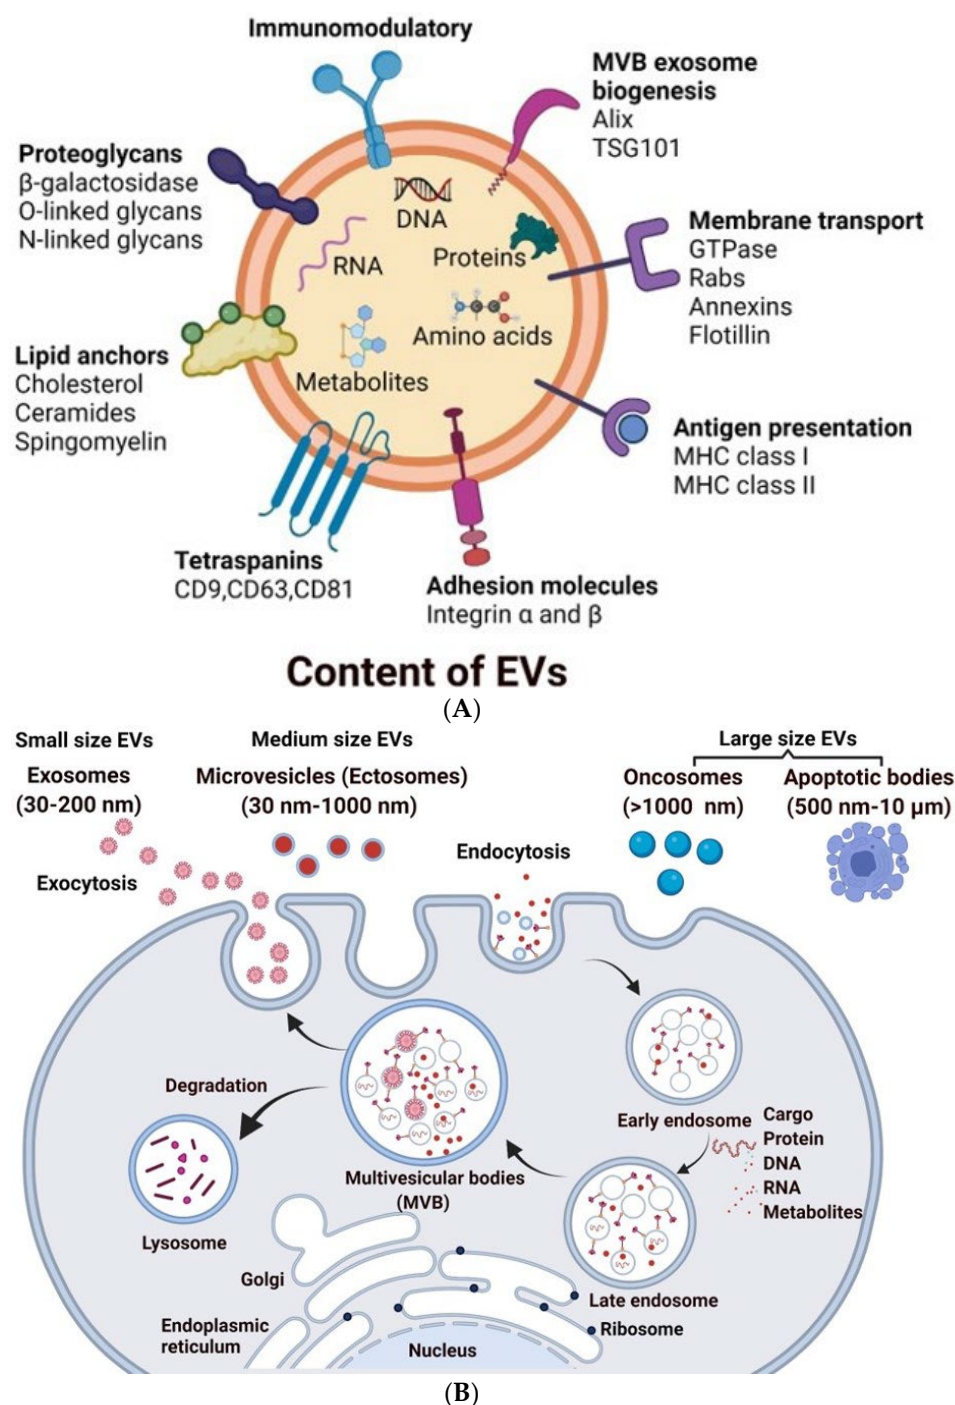 Immunomodulatory
MVB exosome
biogenesis
Alix
TSG101
Proteoglycans
β-galactosidase
O-linked glycans
N-linked glycans
DNA
RNA
Proteins
Amino acids
Metabolites
Membrane transport
GTPase
Rabs
Annexins
Flotillin
Lipid anchors
Cholesterol
Ceramides
Spingomyelin
Antigen presentation
MHC class I
MHC class II
Tetraspanins
CD9,CD63,CD81
Adhesion molecules
Integrin α and β
Content of EVs
(A)
Small size EVs
Exosomes
(30-200 nm)
Medium size EVs
Microvesicles (Ectosomes)
(30 nm-1000 nm)
Large size EVs
Oncosomes
(>1000 nm)
Apoptotic bodies
(500 nm-10 μm)
Exocytosis
Endocytosis
Degradation
Early endosome
Cargo
Protein
DNA
RNA
Metabolites
Multivesicular bodies
(MVB)
Lysosome
Golgi
Late endosome
Ribosome
Endoplasmic
reticulum
Nucleus
(B)